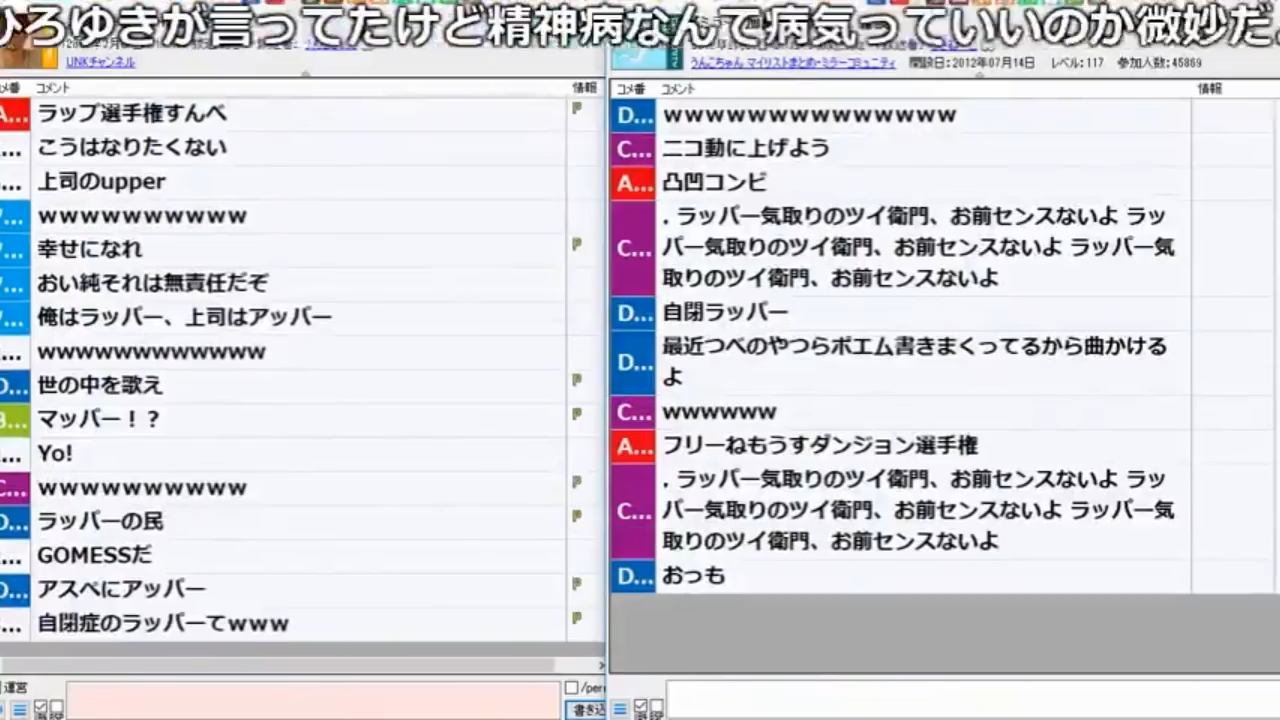 ひろゆきが言ってたけど精神病なんで病気っていいのか微妙だ
UNKチャンネル
うんこちゃん マイリストまとめ・ミラーコミュニティ 開設日:2012年07月14日 レベル:117 参加人数:45869
コメ番 コメント 情報
A... ラップ選手権すんべ P
... こうはなりたくない
... 上司のupper
... wwwwwwwwww
... 幸せになれ P
... おい純それは無責任だぞ
... 俺はラッパー、上司はアッパー
... wwwwwwwwwwww
D... 世の中を歌え P
B... マッパー！？ P
... Yo!
C... wwwwwwwwww P
D... ラッパーの民 P
... GOMESSだ
D... アスペにアッパー P
... 自閉症のラッパーてwww P
運営
/perm
書き込
コメ番 コメント 情報
D... wwwwwwwwwwwwww
C... ニコ動に上げよう
A... 凸凹コンビ
. ラッパー気取りのツイ衛門、お前センスないよ ラッ
C... パー気取りのツイ衛門、お前センスないよ ラッパー気
取りのツイ衛門、お前センスないよ
D... 自閉ラッパー
D... 最近つべのやつらポエム書きまくってるから曲かける
よ
C... wwwwww
A... フリーねもうすダンジョン選手権
. ラッパー気取りのツイ衛門、お前センスないよ ラッ
C... パー気取りのツイ衛門、お前センスないよ ラッパー気
取りのツイ衛門、お前センスないよ
D... おっも